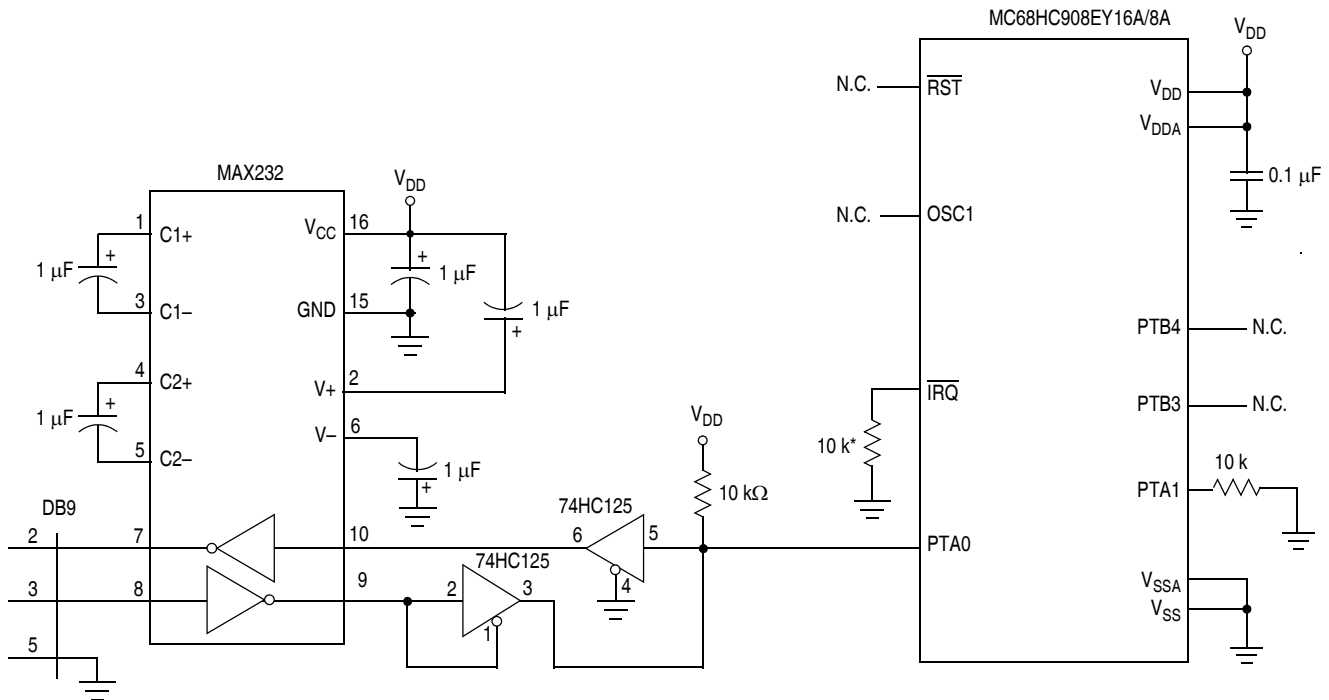 MC68HC908EY16A/8A
V_DD
N.C.
R̅S̅T̅
V_DD
V_DDA
0.1 µF
MAX232
V_DD
N.C.
OSC1
1
C1+
V_CC
16
1 µF
+
+
1 µF
3
C1–
GND
15
1 µF
+
PTB4
N.C.
4
C2+
V+
2
I̅R̅Q̅
PTB3
N.C.
1 µF
+
V_DD
5
C2–
V–
6
10 k*
1 µF
+
10 k
PTA1
10 kΩ
DB9
74HC125
2
7
10
6
5
4
PTA0
74HC125
3
8
9
2
3
1
V_SSA
V_SS
5